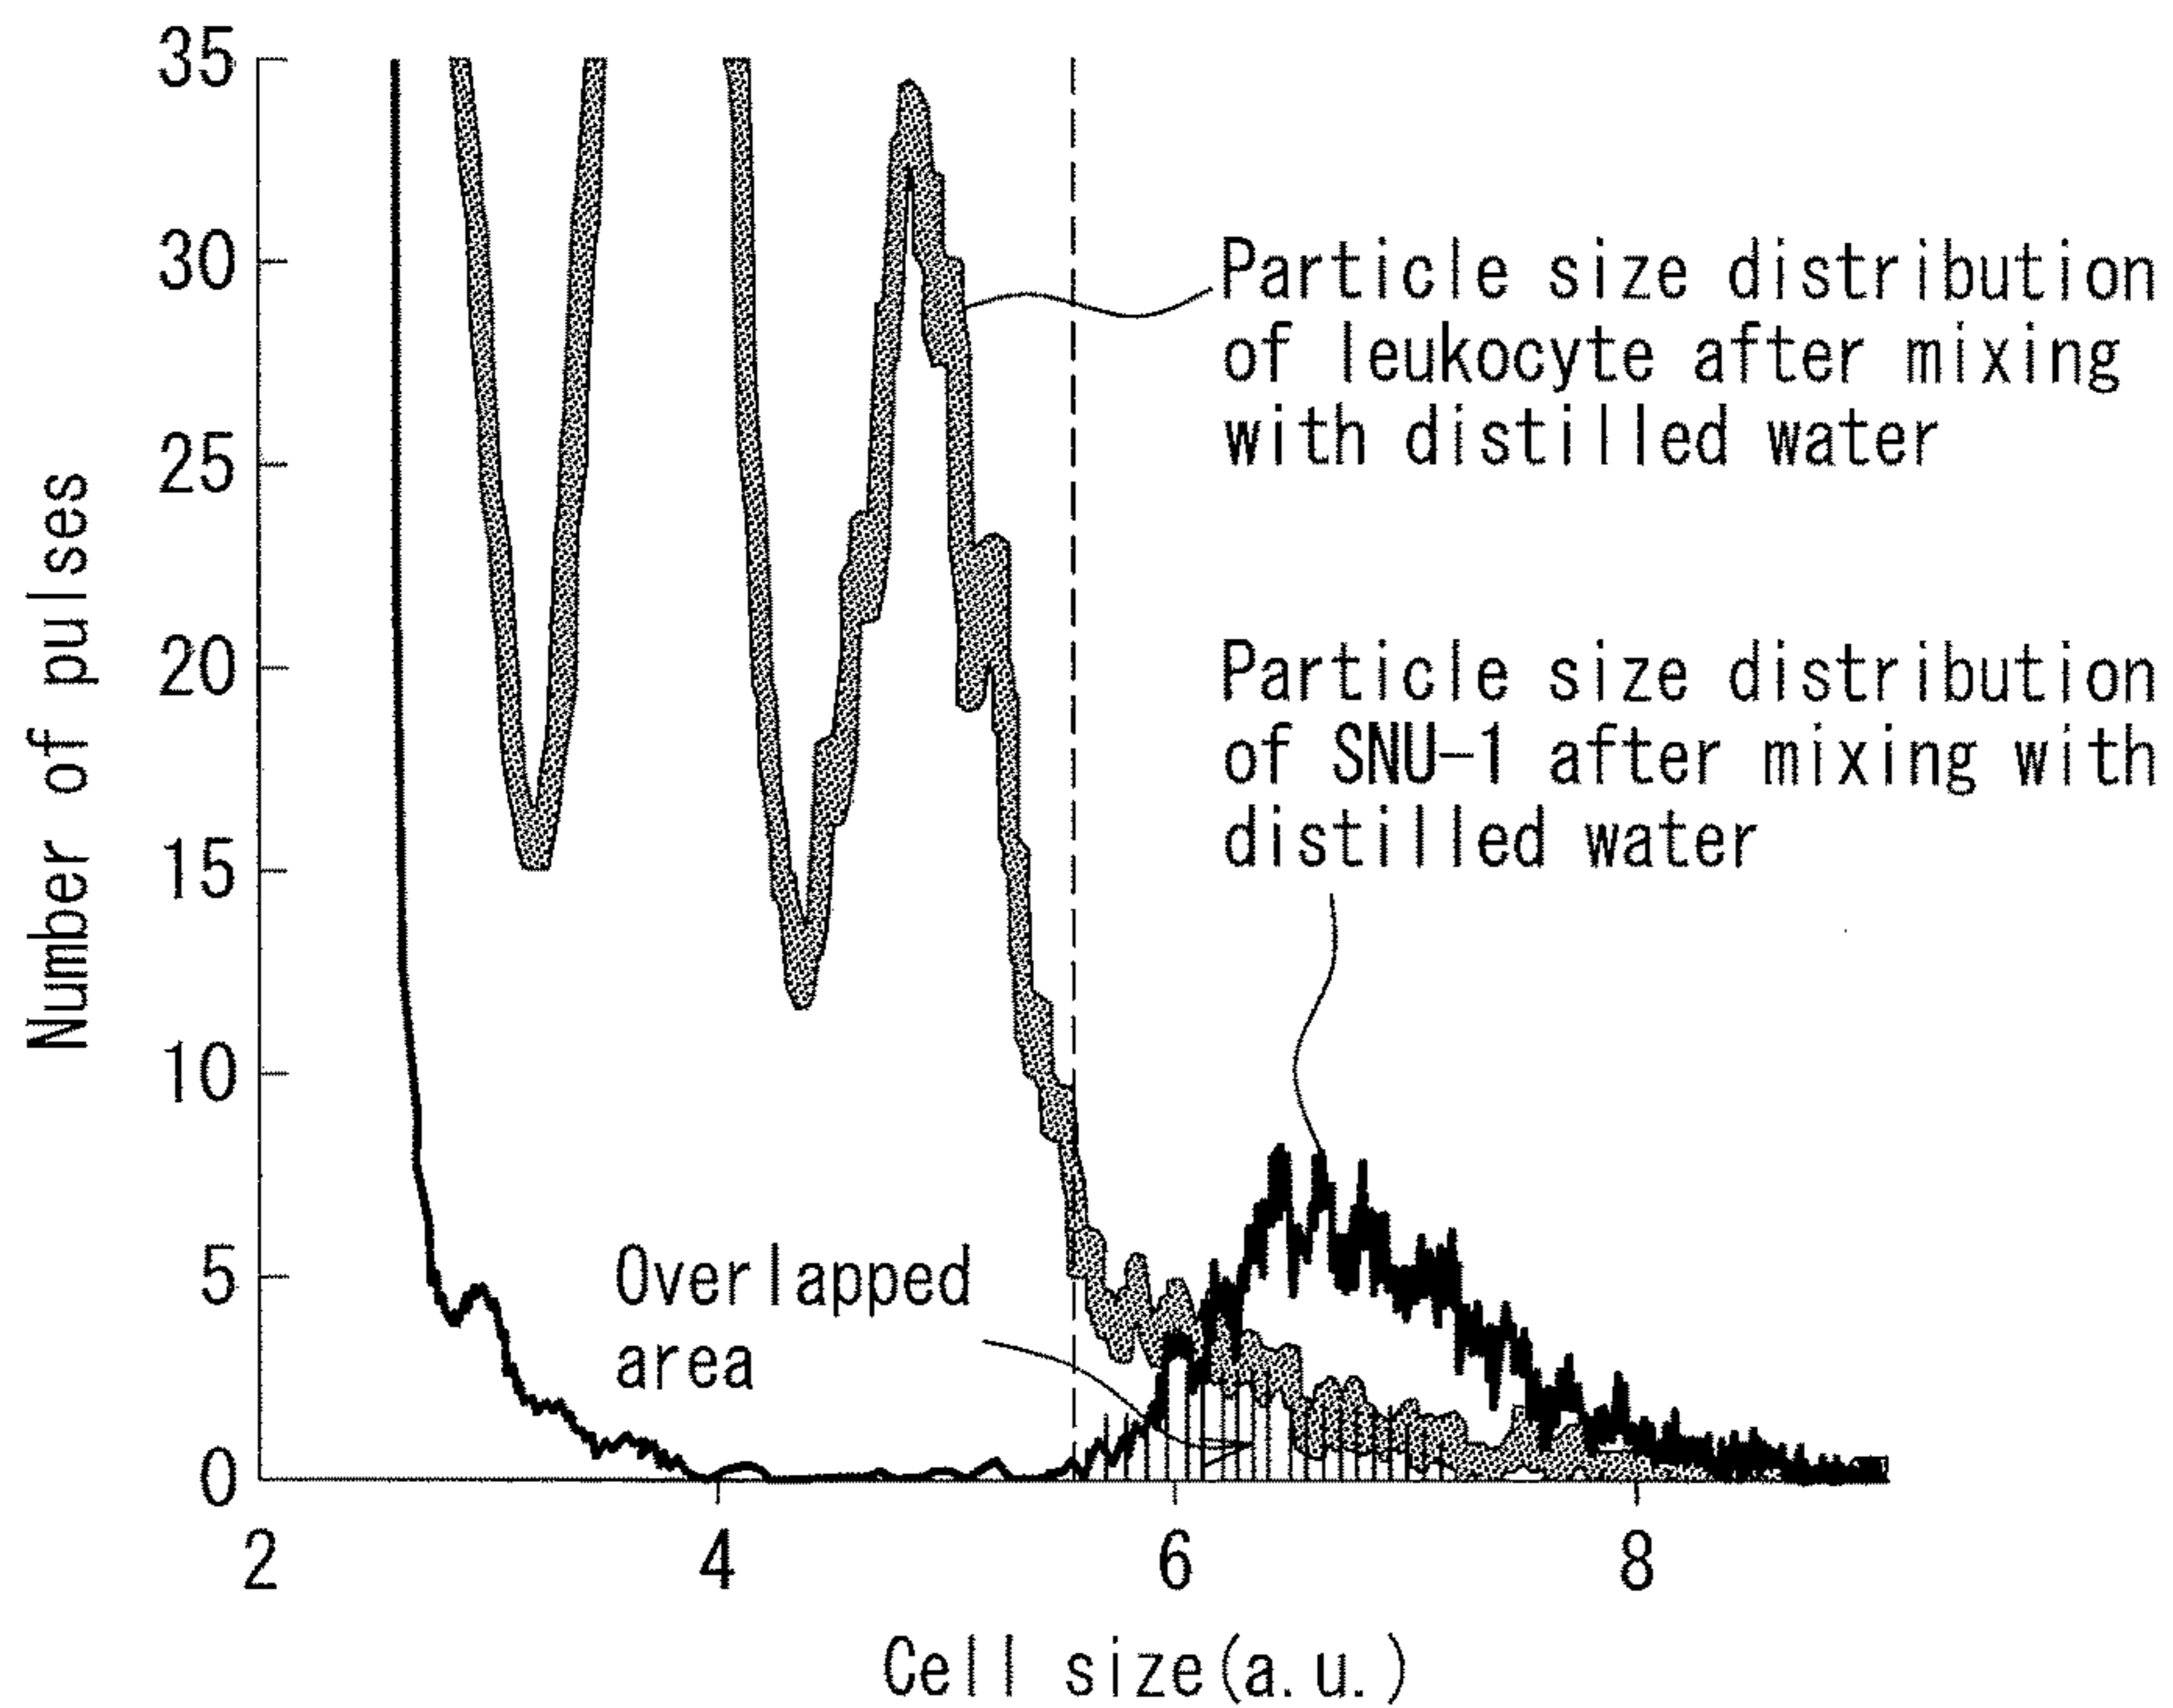 35
30
25
20
15
10
5
0
Number of pulses
Particle size distribution
of leukocyte after mixing
with distilled water
Particle size distribution
of SNU-1 after mixing with
distilled water
Overlapped
area
2
4
6
8
Cell size(a.u.)